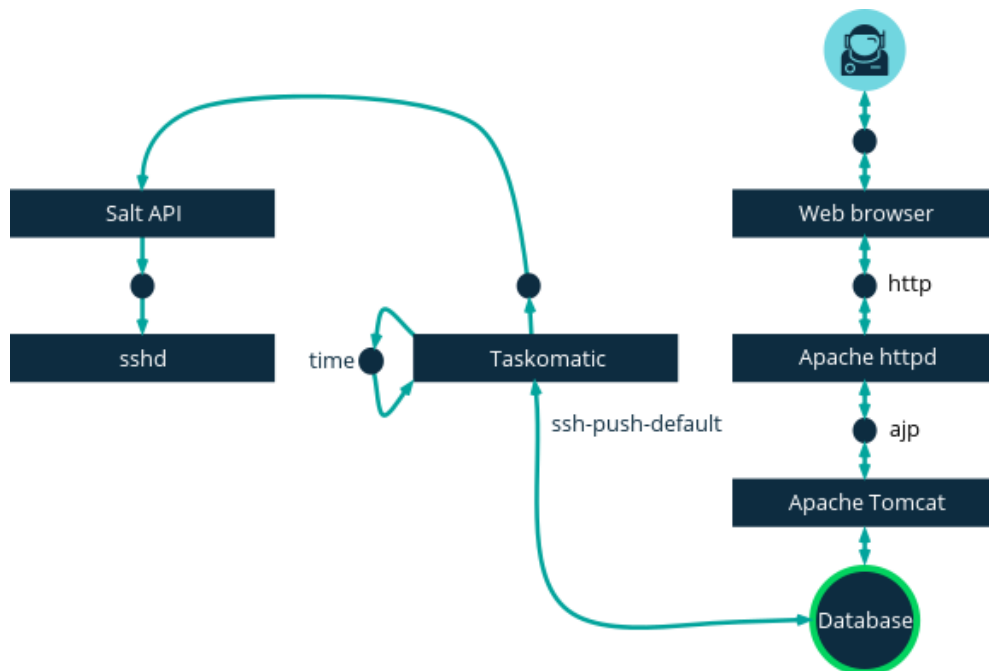 Salt API
Web browser
http
sshd
time
Taskomatic
Apache httpd
ssh-push-default
ajp
Apache Tomcat
Database